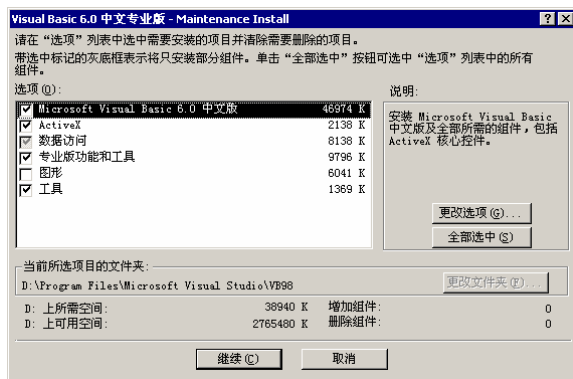 Visual Basic 6.0 中文专业版 - Maintenance Install
请在“选项”列表中选中需要安装的项目并清除需要删除的项目。
带选中标记的灰底框表示将只安装部分组件。单击“全部选中”按钮可选中“选项”列表中的所有
组件。
选项(O):
说明:
Microsoft Visual Basic 6.0 中文版 46974 K
ActiveX 2138 K
数据访问 8138 K
专业版功能和工具 9796 K
图形 6041 K
工具 1369 K
安装 Microsoft Visual Basic
中文版及全部所需的组件，包括
ActiveX 核心控件。
更改选项(G)...
全部选中(S)
当前所选项目的文件夹:
D:\Program Files\Microsoft Visual Studio\VB98
更改文件夹(F)...
D: 上所需空间: 38940 K 增加组件: 0
D: 上可用空间: 2765480 K 删除组件: 0
继续(C)
取消